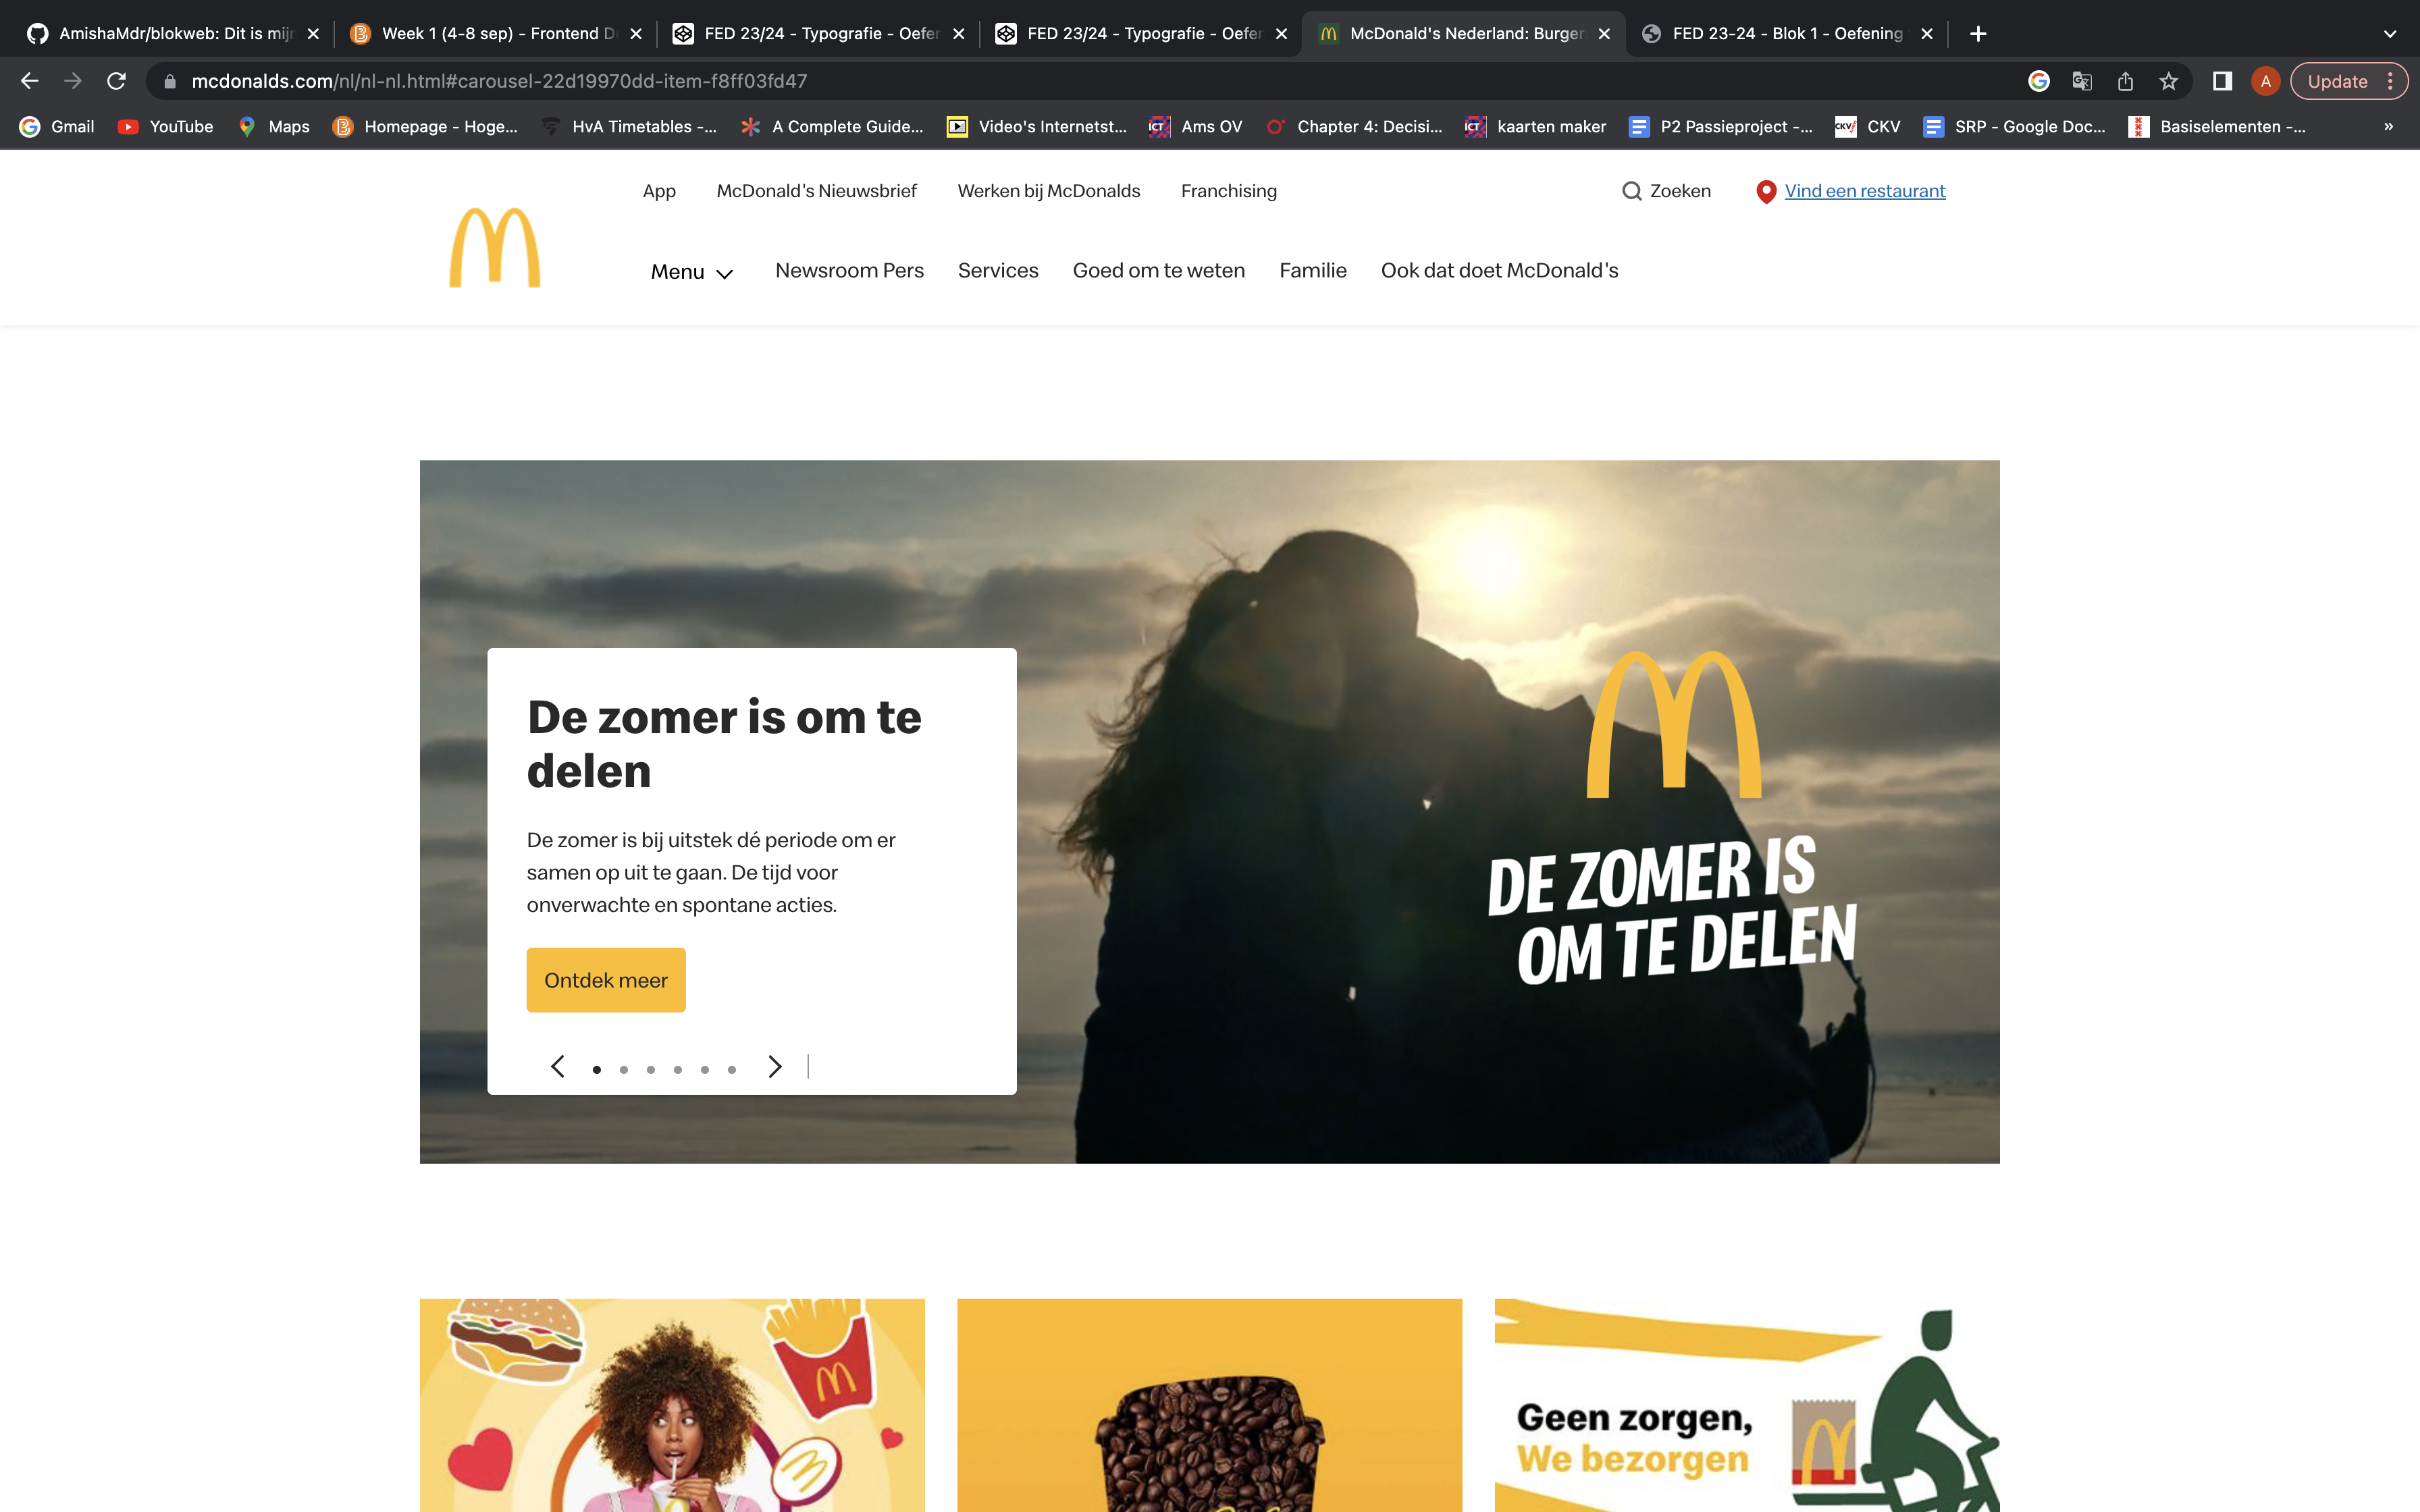 AmishaMdr/blokweb: Dit is mijn
Week 1 (4-8 sep) - Frontend De
FED 23/24 - Typografie - Oefen
FED 23/24 - Typografie - Oefen
McDonald's Nederland: Burger
FED 23-24 - Blok 1 - Oefening
mcdonalds.com/nl/nl-nl.html#carousel-22d19970dd-item-f8ff03fd47
A
Update
Gmail
YouTube
Maps
Homepage - Hoge...
HvA Timetables -...
A Complete Guide...
Video's Internetst...
ICT
Ams OV
Chapter 4: Decisi...
ICT
kaarten maker
P2 Passieproject -...
CKV
CKV
SRP - Google Doc...
Basiselementen -...
»
App
McDonald's Nieuwsbrief
Werken bij McDonalds
Franchising
Zoeken
Vind een restaurant
Menu
Newsroom Pers
Services
Goed om te weten
Familie
Ook dat doet McDonald's
De zomer is om te
delen
De zomer is bij uitstek dé periode om er
samen op uit te gaan. De tijd voor
onverwachte en spontane acties.
Ontdek meer
DE ZOMER IS
OM TE DELEN
Geen zorgen,
We bezorgen